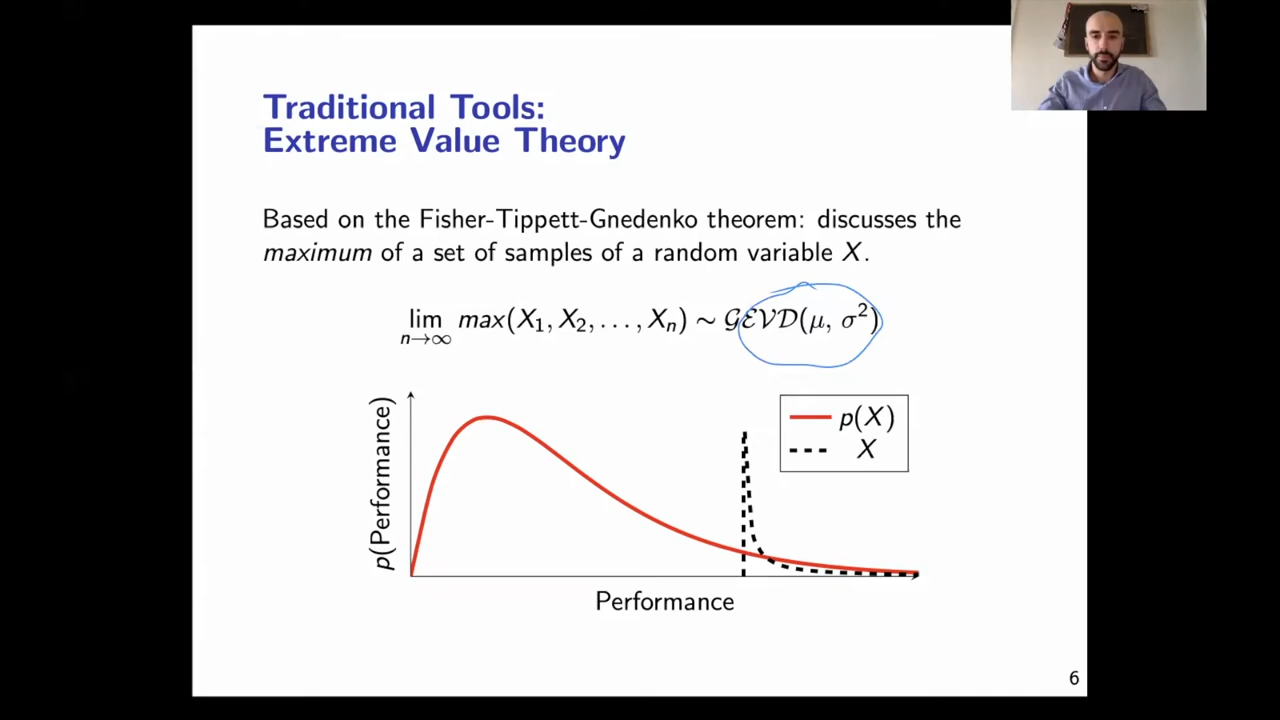 Traditional Tools:
Extreme Value Theory
Based on the Fisher-Tippett-Gnedenko theorem: discusses the
maximum of a set of samples of a random variable X.
lim max(X₁, X₂, . . . , Xₙ) ∼ 𝒢ℰ𝒱𝒟(μ, σ²)
n→∞
p(X)
X
p(Performance)
Performance
6